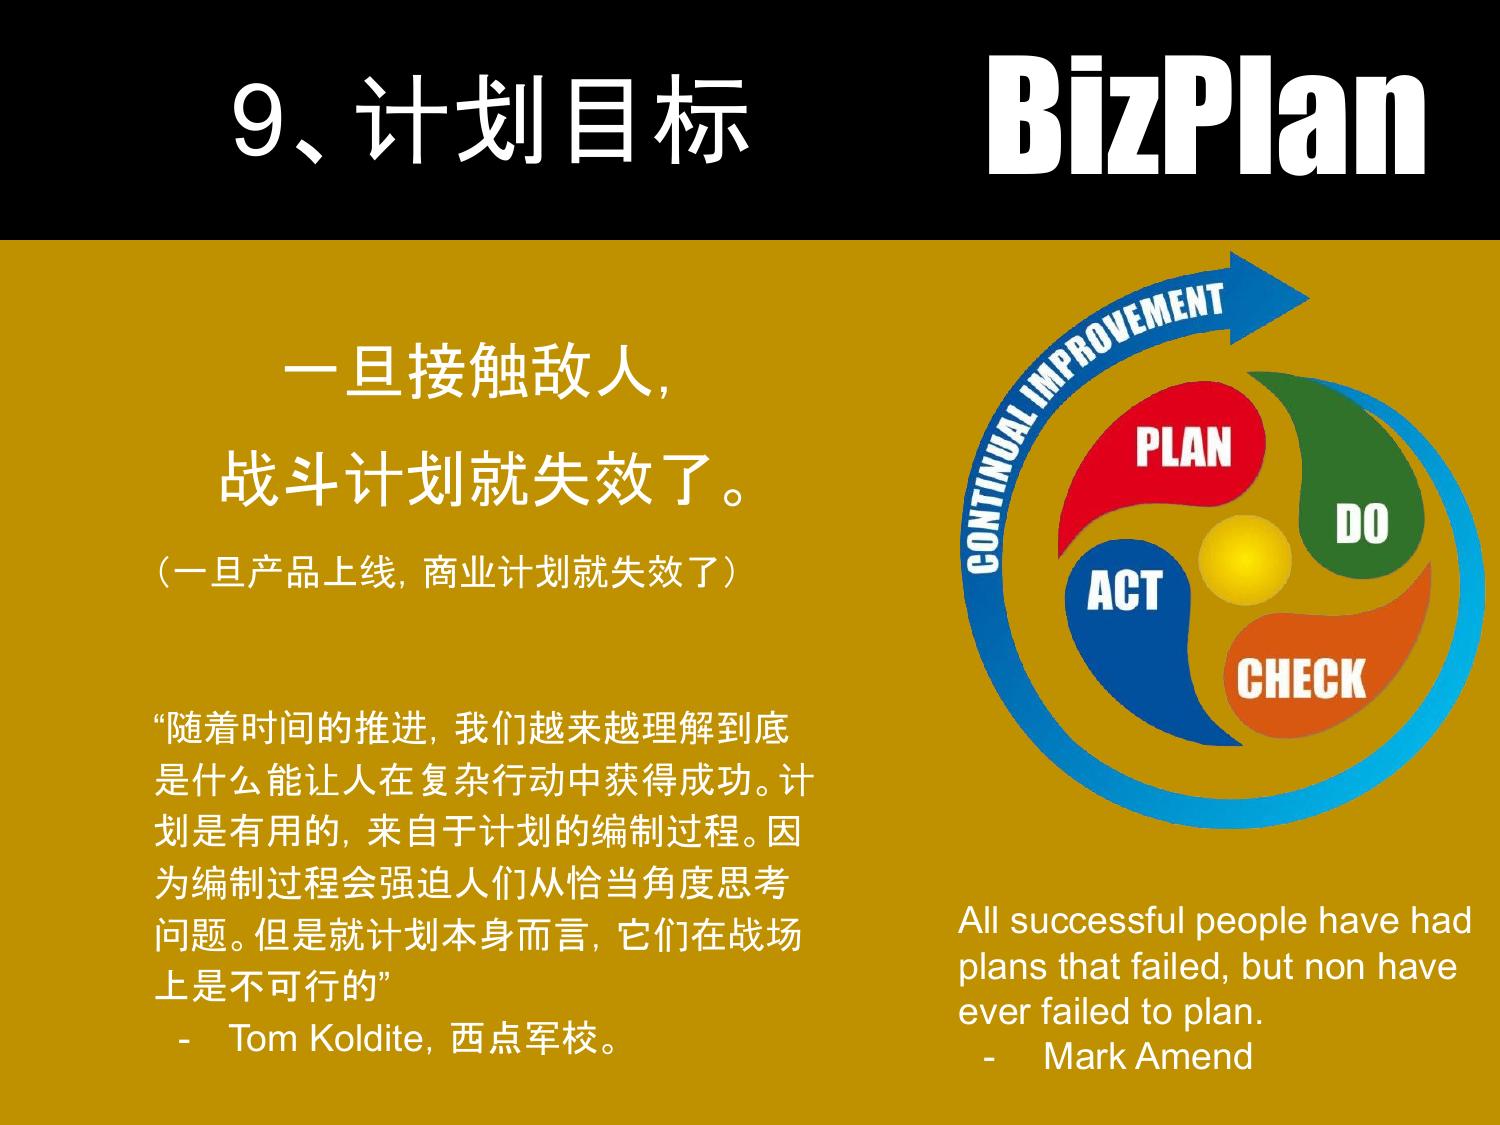 9、计划目标
BizPlan
一旦接触敌人,
战斗计划就失效了。
（一旦产品上线, 商业计划就失效了）
“随着时间的推进, 我们越来越理解到底
是什么能让人在复杂行动中获得成功。计
划是有用的, 来自于计划的编制过程。因
为编制过程会强迫人们从恰当角度思考
问题。但是就计划本身而言, 它们在战场
上是不可行的”
- Tom Koldite, 西点军校。
CONTINUAL IMPROVEMENT
PLAN
DO
ACT
CHECK
All successful people have had
plans that failed, but non have
ever failed to plan.
- Mark Amend